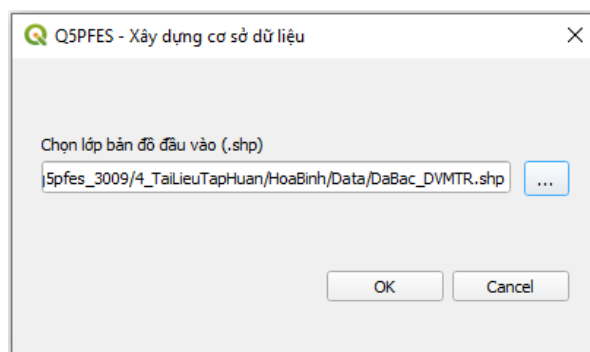 Q5PFES - Xây dựng cơ sở dữ liệu
Chọn lớp bản đồ đầu vào (.shp)
j5pfes_3009/4_TaiLieuTapHuan/HoaBinh/Data/DaBac_DVMTR.shp
...
OK Cancel